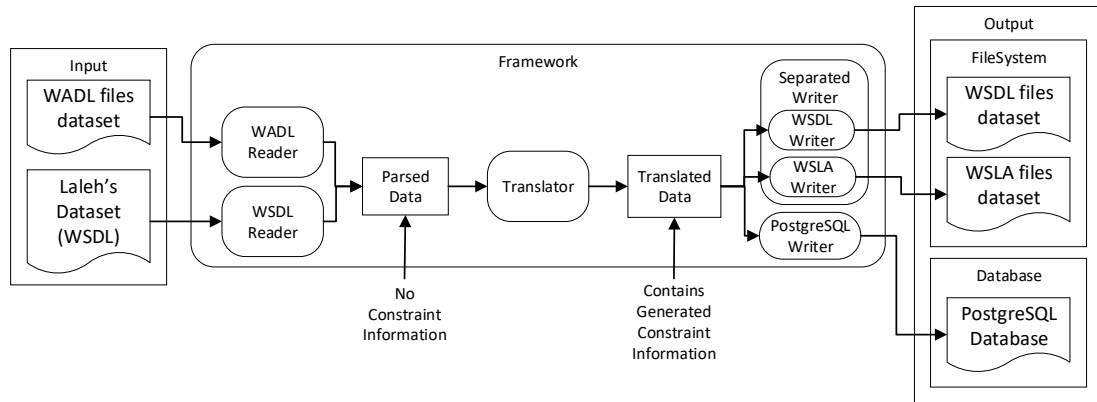 Input
WADL files
dataset
Laleh's
Dataset
(WSDL)
Framework
WADL
Reader
WSDL
Reader
Parsed
Data
No
Constraint
Information
Translator
Translated
Data
Contains
Generated
Constraint
Information
Separated
Writer
WSDL
Writer
WSLA
Writer
PostgreSQL
Writer
Output
FileSystem
WSDL files
dataset
WSLA files
dataset
Database
PostgreSQL
Database